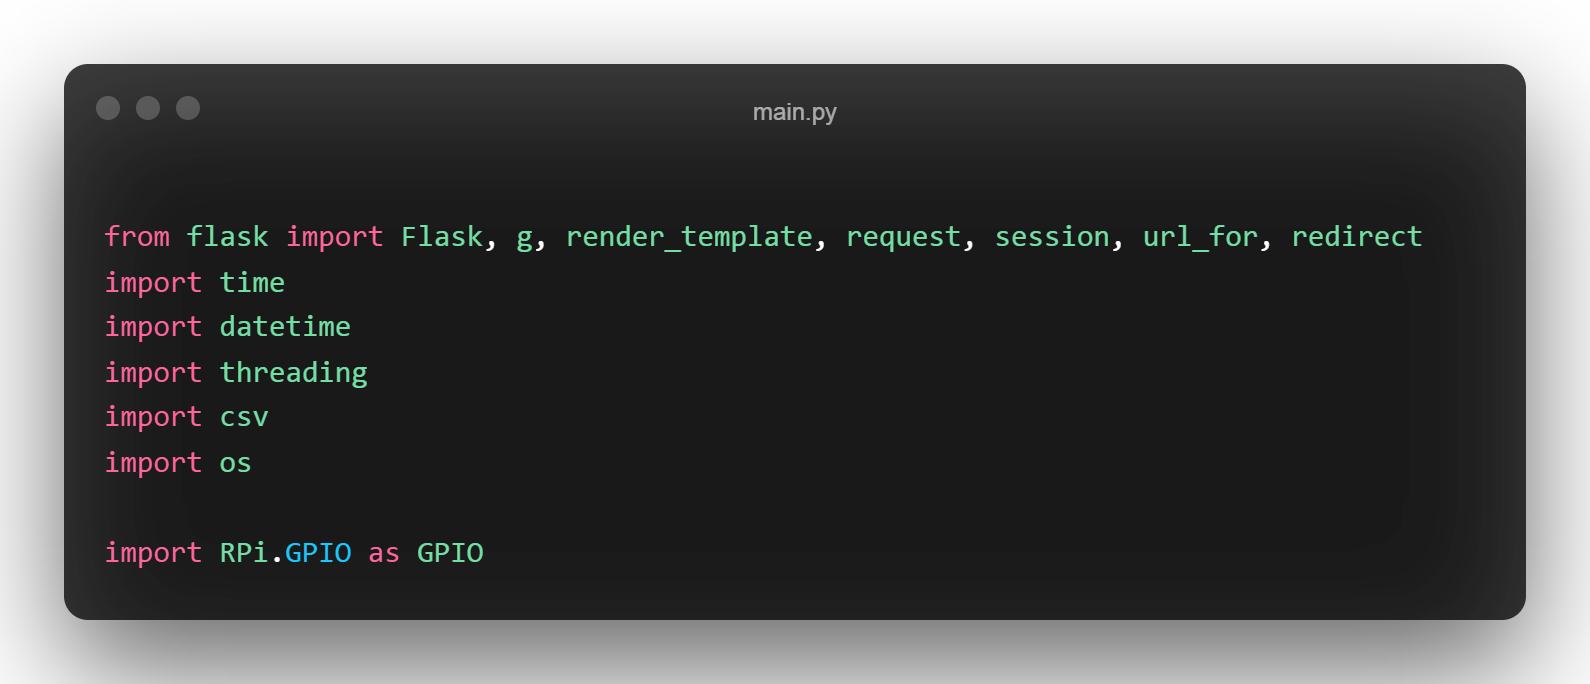 main.py
from flask import Flask, g, render_template, request, session, url_for, redirect
import time
import datetime
import threading
import csv
import os
import RPi.GPIO as GPIO